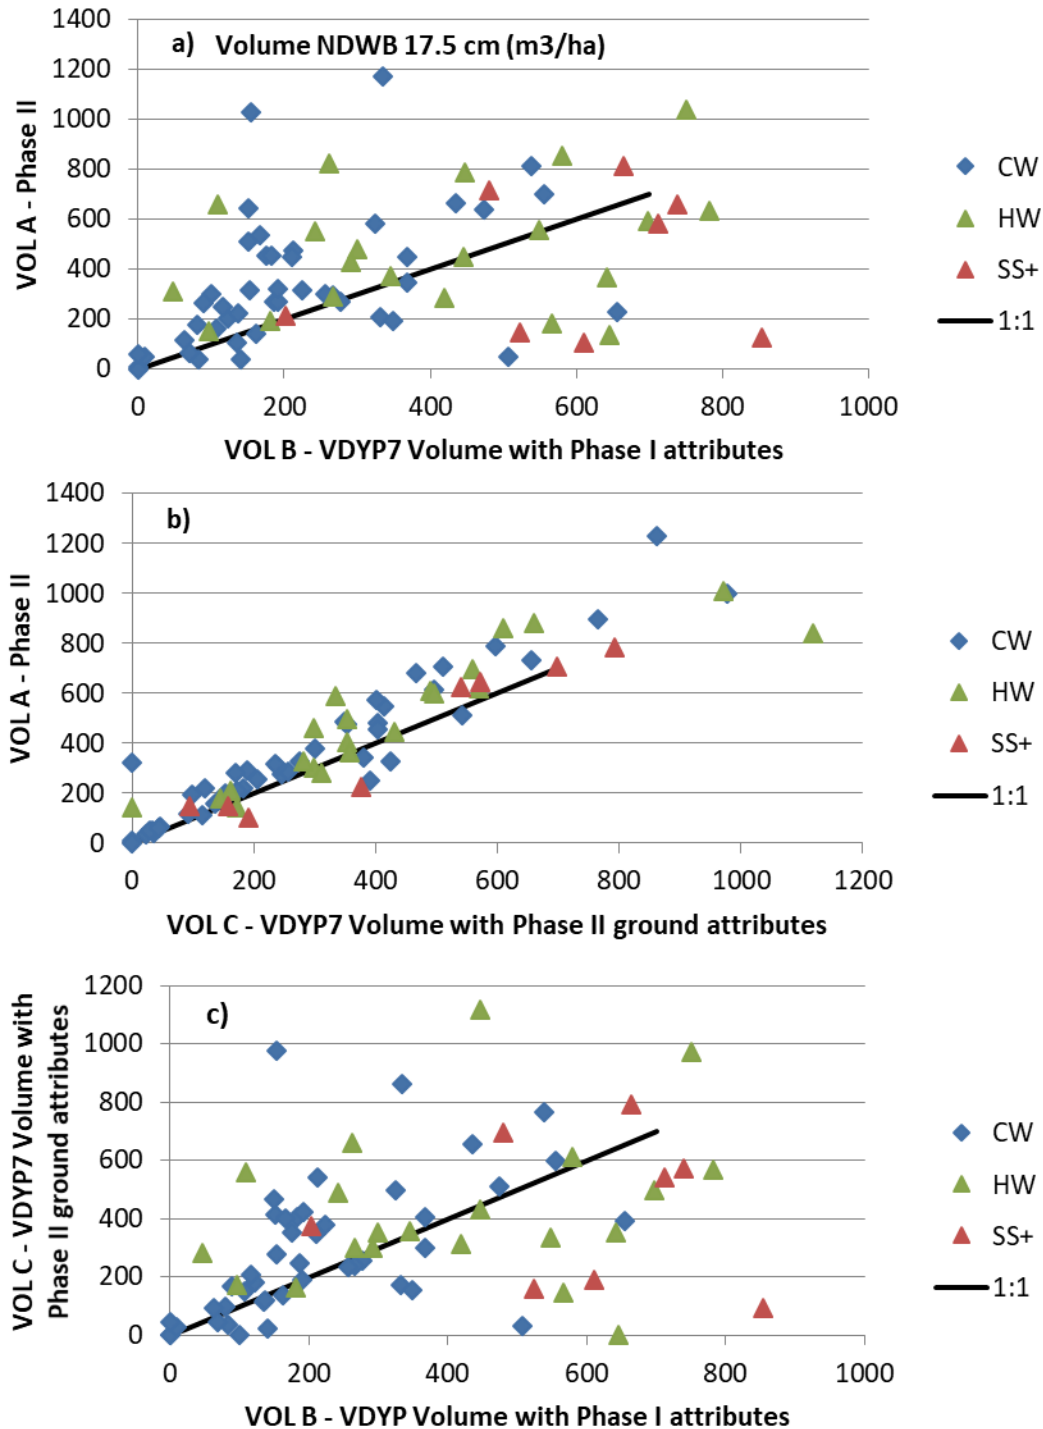 1400
a) Volume NDWB 17.5 cm (m3/ha)
1200
1000
800
600
400
200
0
VOL A - Phase II
0 200 400 600 800 1000
VOL B - VDYP7 Volume with Phase I attributes
CW
HW
SS+
1:1
1400
b)
1200
1000
800
600
400
200
0
VOL A - Phase II
0 200 400 600 800 1000 1200
VOL C - VDYP7 Volume with Phase II ground attributes
CW
HW
SS+
1:1
1200
c)
1000
800
600
400
200
0
VOL C - VDYP7 Volume with
Phase II ground attributes
0 200 400 600 800 1000
VOL B - VDYP Volume with Phase I attributes
CW
HW
SS+
1:1